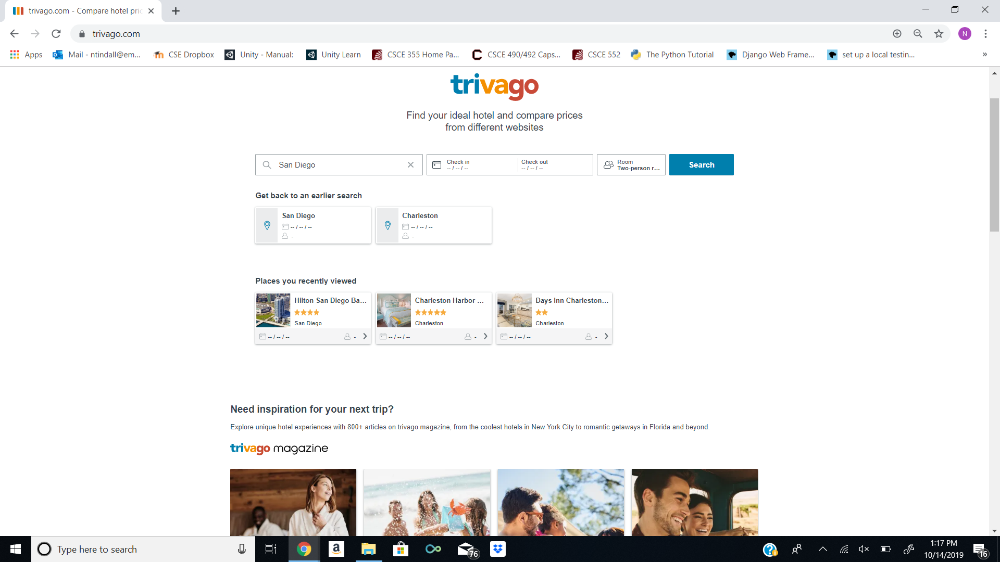 trivago.com - Compare hotel pric
trivago.com
N
Apps
Mail - ntindall@em...
CSE Dropbox
Unity - Manual:
Unity Learn
CSCE 355 Home Pa...
CSCE 490/492 Caps...
CSCE 552
The Python Tutorial
Django Web Frame...
set up a local testin...
»
trivago
Find your ideal hotel and compare prices
from different websites
San Diego
Check in
-- / -- / --
Check out
-- / -- / --
Room
Two-person r...
Search
Get back to an earlier search
San Diego
-- / -- / --
-
Charleston
-- / -- / --
-
Places you recently viewed
Hilton San Diego Ba...
San Diego
-- / -- / --
-
Charleston Harbor ...
Charleston
-- / -- / --
-
Days Inn Charleston...
Charleston
-- / -- / --
-
Need inspiration for your next trip?
Explore unique hotel experiences with 800+ articles on trivago magazine, from the coolest hotels in New York City to romantic getaways in Florida and beyond.
trivago magazine
Type here to search
a
76
1:17 PM
10/14/2019
16